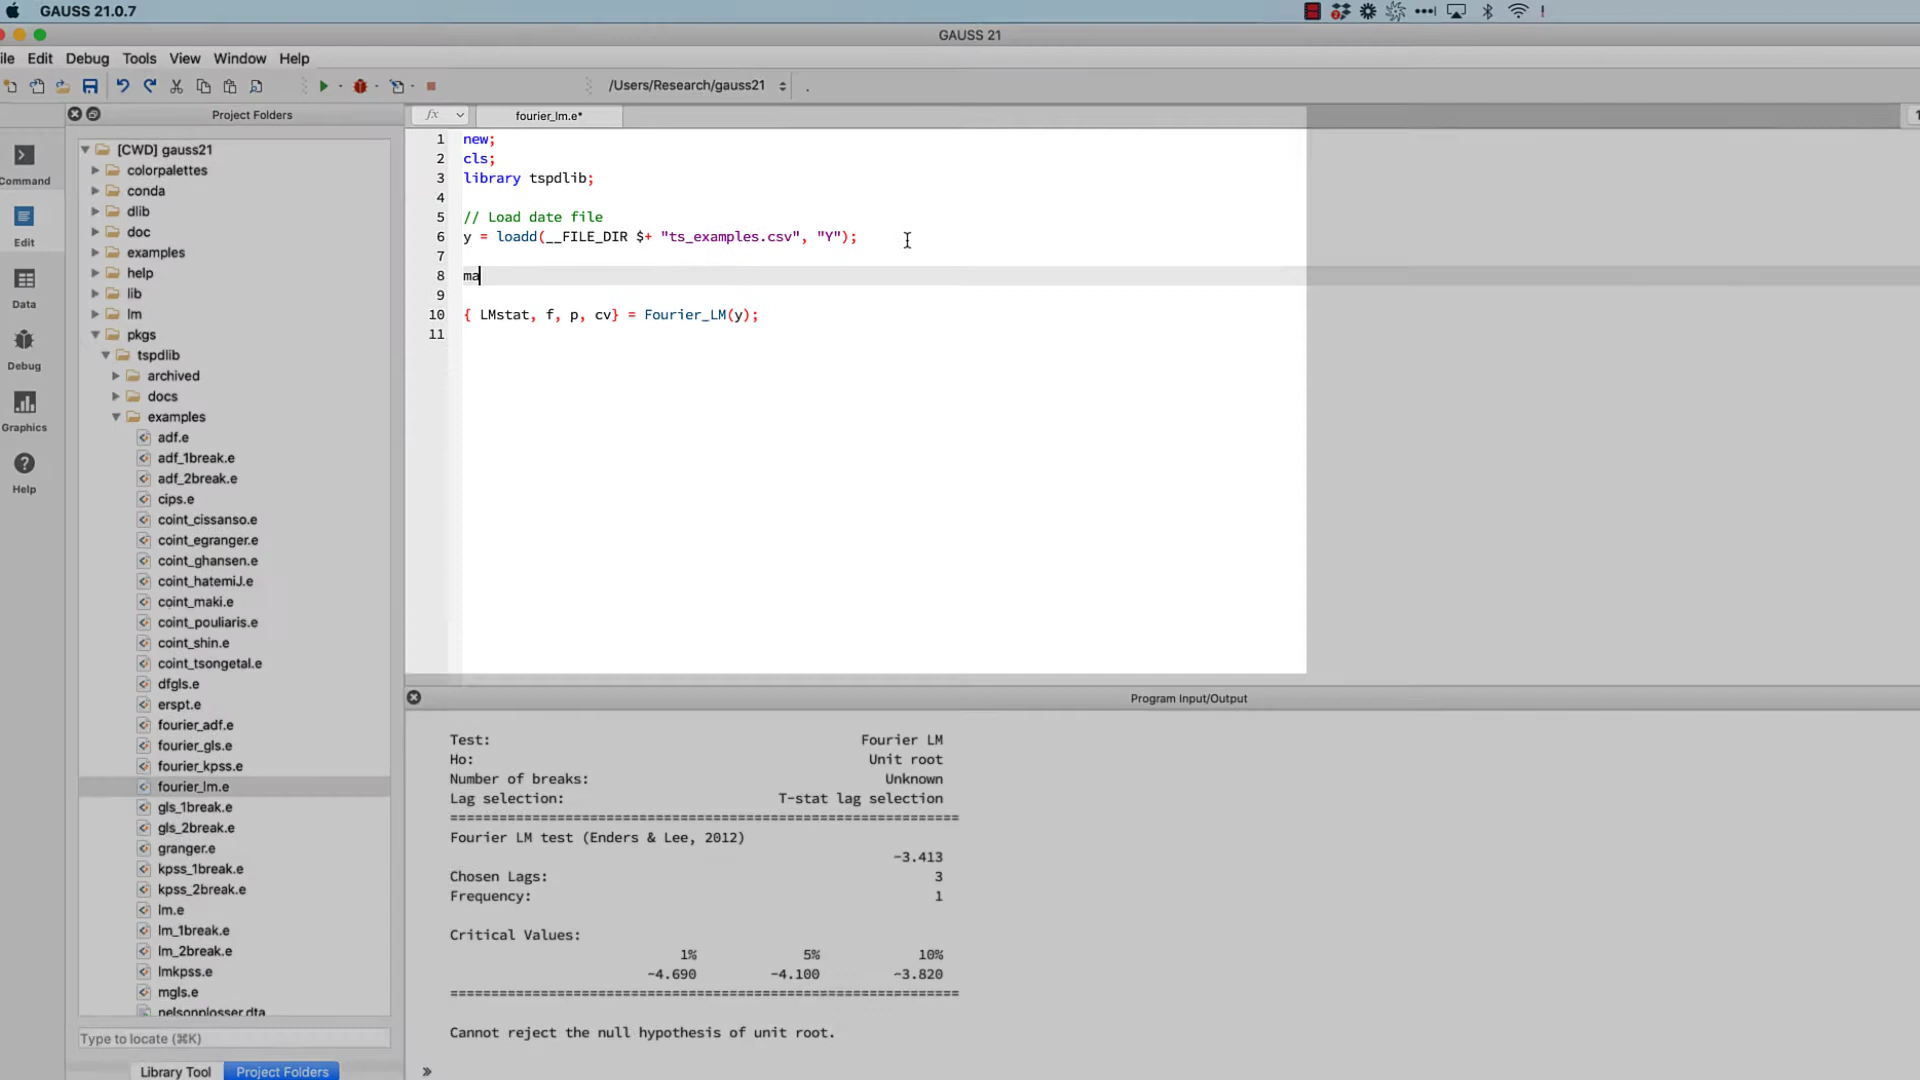 GAUSS 21.0.7
GAUSS 21
ile Edit Debug Tools View Window Help
/Users/Research/gauss21
Project Folders
fx
fourier_lm.e*
Command
Edit
Data
Debug
Graphics
Help
[CWD] gauss21
colorpalettes
conda
dlib
doc
examples
help
lib
lm
pkgs
tspdlib
archived
docs
examples
adf.e
adf_1break.e
adf_2break.e
cips.e
coint_cissanso.e
coint_egranger.e
coint_ghansen.e
coint_hatemiJ.e
coint_maki.e
coint_pouliaris.e
coint_shin.e
coint_tsongetal.e
dfgls.e
erspt.e
fourier_adf.e
fourier_gls.e
fourier_kpss.e
fourier_lm.e
gls_1break.e
gls_2break.e
granger.e
kpss_1break.e
kpss_2break.e
lm.e
lm_1break.e
lm_2break.e
lmkpss.e
mgls.e
nelsonplosser.dta
Type to locate (⌘K)
Library Tool Project Folders
1 new;
2 cls;
3 library tspdlib;
4
5 // Load date file
6 y = loadd(__FILE_DIR $+ "ts_examples.csv", "Y");
7
8 ma
9
10 { LMstat, f, p, cv} = Fourier_LM(y);
11
Program Input/Output
Test: Fourier LM
Ho: Unit root
Number of breaks: Unknown
Lag selection: T-stat lag selection
==============================================================
Fourier LM test (Enders & Lee, 2012)
-3.413
Chosen Lags: 3
Frequency: 1
Critical Values:
1% 5% 10%
-4.690 -4.100 -3.820
==============================================================
Cannot reject the null hypothesis of unit root.
»